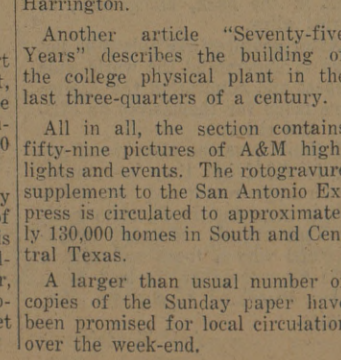 Harrington.
Another article "Seventy-five
Years" describes the building o
the college physical plant in the
last three-quarters of a century.
All in all, the section contains
fifty-nine pictures of A&M high
lights and events. The rotogravure
supplement to the San Antonio Ex
press is circulated to approximate
ly 130,000 homes in South and Cen
tral Texas.
A larger than usual number o
copies of the Sunday paper have
been promised for local circulation
over the week-end.